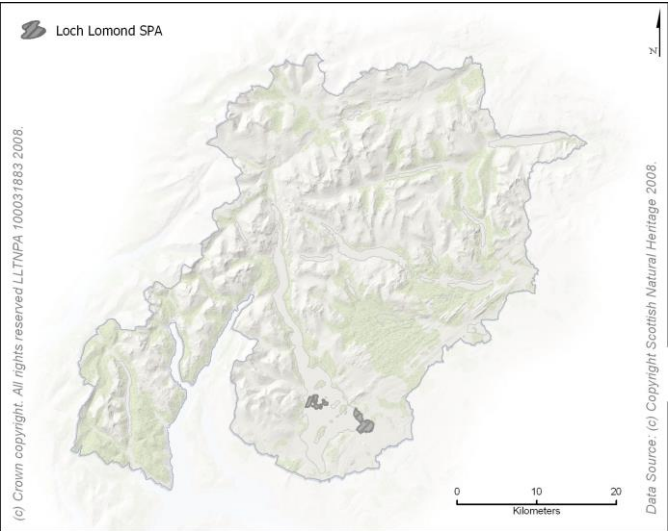 Loch Lomond SPA
N
(c) Crown copyright. All rights reserved LLTNPA 100031883 2008.
Data Source: (c) Copyright Scottish Natural Heritage 2008.
0 10 20
Kilometers